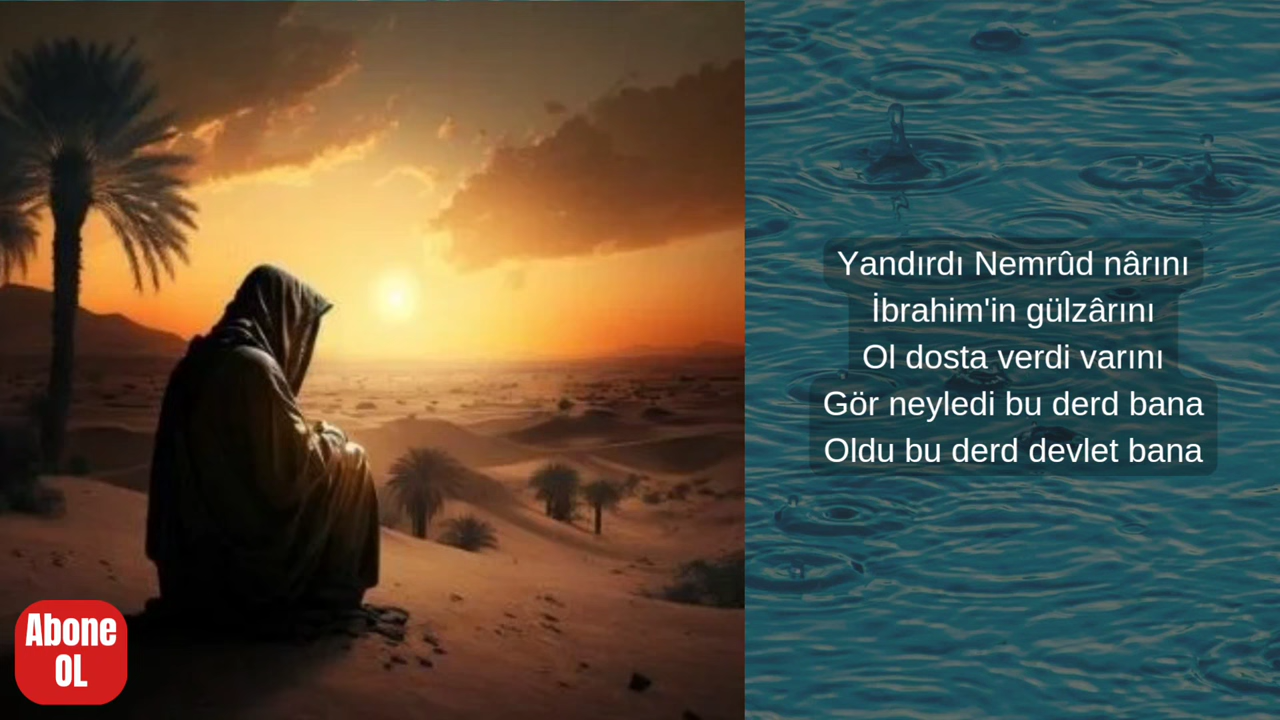 Yandırdı Nemrûd nârını
İbrahim'in gülzârını
Ol dosta verdi varını
Gör neyledi bu derd bana
Oldu bu derd devlet bana
Abone
OL